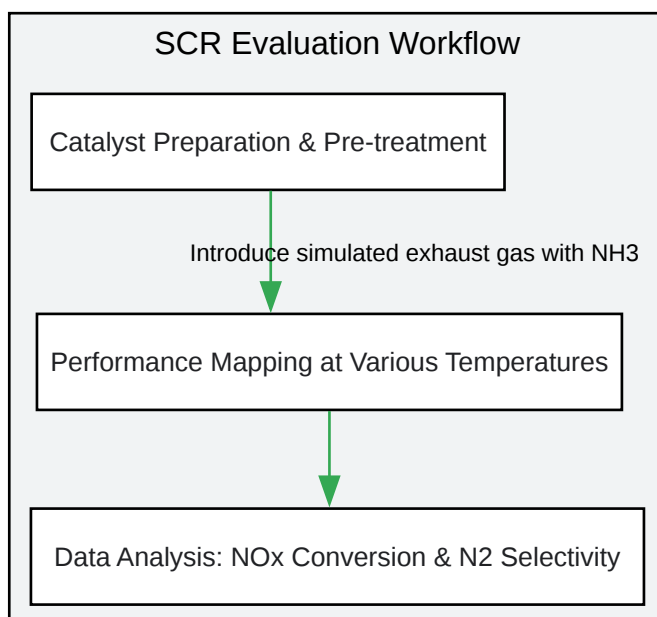 SCR Evaluation Workflow
Catalyst Preparation & Pre-treatment
Introduce simulated exhaust gas with NH3
Performance Mapping at Various Temperatures
Data Analysis: NOx Conversion & N2 Selectivity